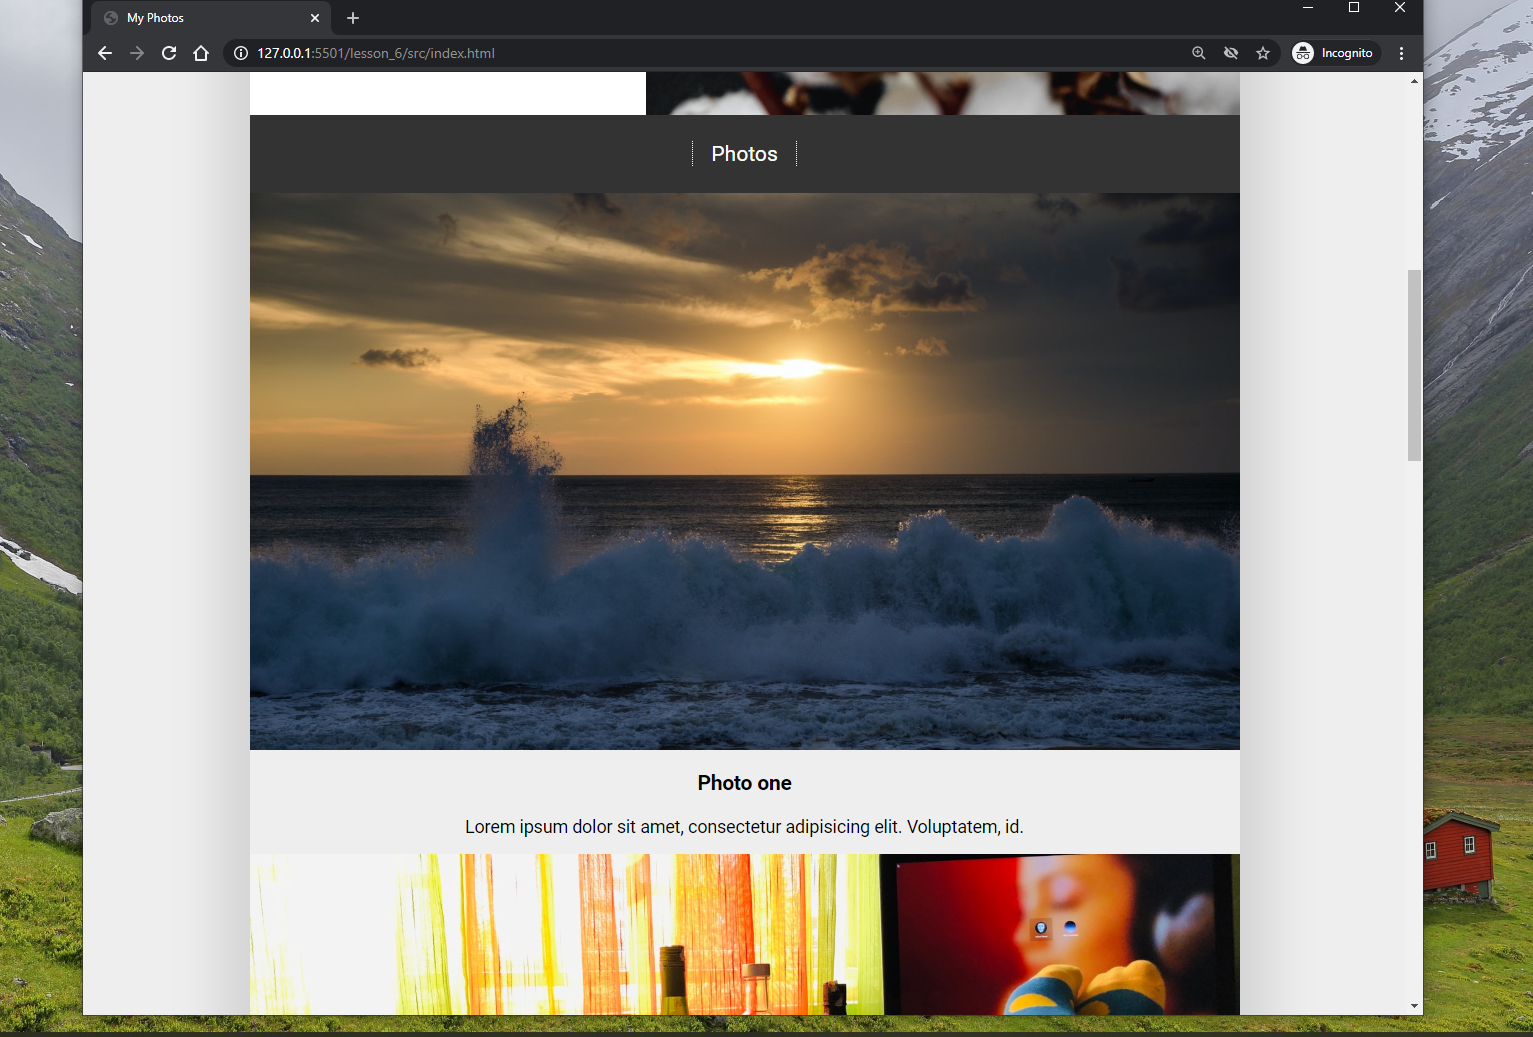 My Photos
127.0.0.1:5501/lesson_6/src/index.html
Incognito
Photos
Photo one
Lorem ipsum dolor sit amet, consectetur adipisicing elit. Voluptatem, id.